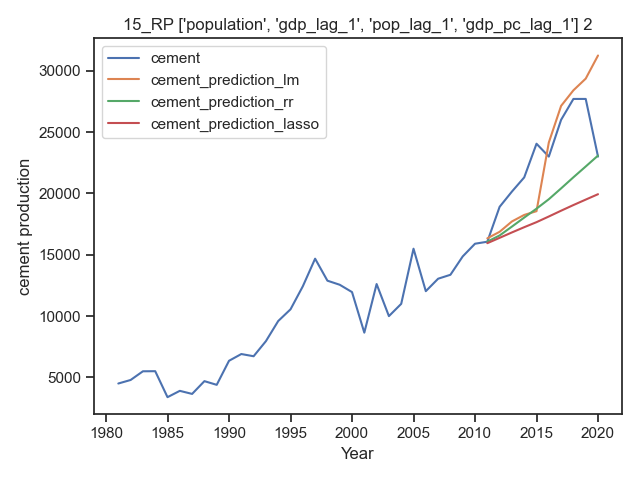 15_RP ['population', 'gdp_lag_1', 'pop_lag_1', 'gdp_pc_lag_1'] 2
cement
cement_prediction_lm
cement_prediction_rr
cement_prediction_lasso
30000
25000
20000
15000
10000
5000
cement production
1980 1985 1990 1995 2000 2005 2010 2015 2020
Year